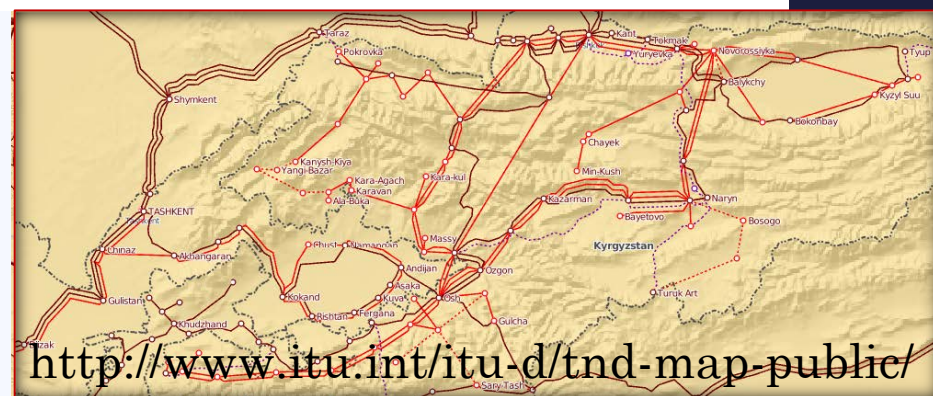 Taraz
Kant
Tokmak
Pokrovka
Yuryevka
Novorossiyka
Tyup
Balykchy
Kyzyl Suu
Shymkent
Bokonbay
Chayek
Kanysh-Kiya
Yangi-Bazar
Min-Kush
Kara-Agach
Kara-kul
Karavan
Ala-Buka
Kazarman
Naryn
TASHKENT
Bayetovo
Bosogo
Massy
Kyrgyzstan
Chinaz
Akhangaran
Andijan
Ozgon
Asaka
Turuk Art
Gulistan
Kokand
Kuva
Osh
Rishtan
Fergana
Gulcha
Khudzhand
http://www.itu.int/itu-d/tnd-map-public/
Sary Tash